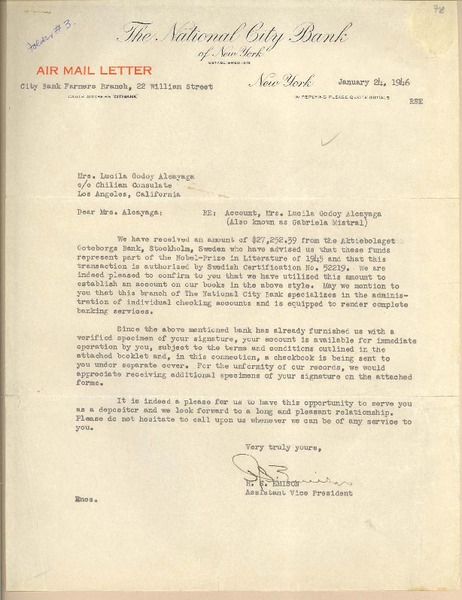 The National City Bank
of New York
ESTABLISHED 1812
AIR MAIL LETTER
City Bank Farmers Branch, 22 William Street
New York January 24, 1946
IN REPLYING PLEASE QUOTE INITIALS
RSE
Mrs. Lucila Godoy Alcayaga
c/o Chilian Consulate
Los Angeles, California
Dear Mrs. Alcayaga: RE: Account, Mrs. Lucila Godoy Alcayaga
(Also known as Gabriela Mistral)
We have received an amount of $27,252.39 from the Aktiebolaget
Gotoborgs Bank, Stockholm, Sweden who have advised us that these funds
represent part of the Nobel-Prize in Literature of 1945 and that this
transaction is authorized by Swedish Certification No. 52219. We are
indeed pleased to confirm to you that we have utilized this amount to
establish an account on our books in the above style. May we mention to
you that this branch of The National City Bank specializes in the adminis-
tration of individual checking accounts and is equipped to render complete
banking services.
Since the above mentioned bank has already furnished us with a
verified specimen of your signature, your account is available for immediate
operation by you, subject to the terms and conditions outlined in the
attached booklet and, in this connection, a checkbook is being sent to
you under separate cover. For the unformity of our records, we would
appreciate receiving additional specimens of your signature on the attached
forms.
It is indeed a please for us to have this opportunity to serve you
as a depositor and we look forward to a long and pleasant relationship.
Please do not hesitate to call upon us whenever we can be of any service to
you.
Very truly yours,
R. S. EMISON
Assistant Vice President
Encs.